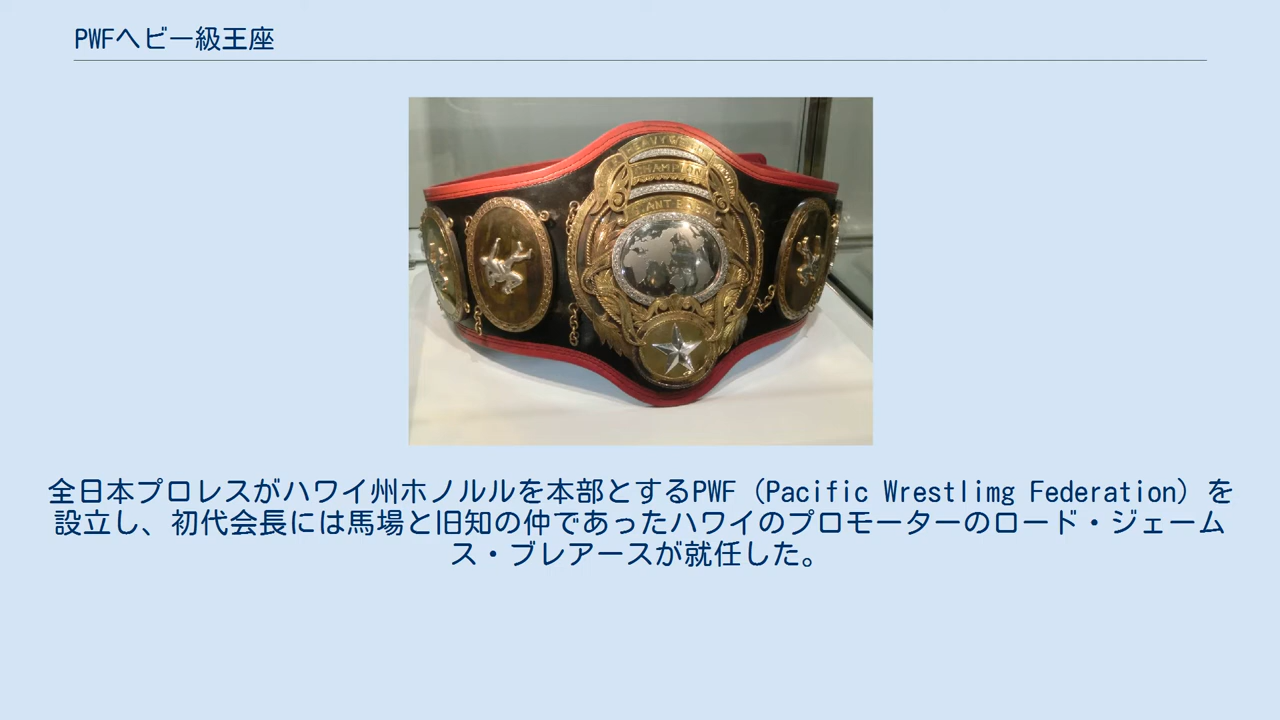 PWFヘビー級王座
HEAVYWEIGHT
CHAMPION
全日本プロレスがハワイ州ホノルルを本部とするPWF（Pacific Wrestlimg Federation）を
設立し、初代会長には馬場と旧知の仲であったハワイのプロモーターのロード・ジェーム
ス・ブレアースが就任した。